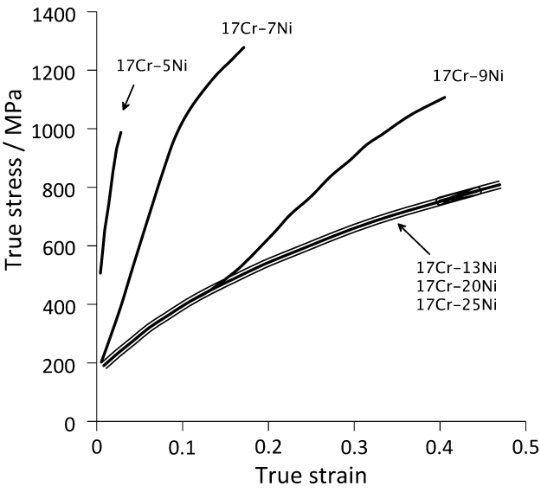 1400
1200
1000
800
600
400
200
0
True stress / MPa
17Cr–5Ni
17Cr–7Ni
17Cr–9Ni
17Cr–13Ni
17Cr–20Ni
17Cr–25Ni
0 0.1 0.2 0.3 0.4 0.5
True strain